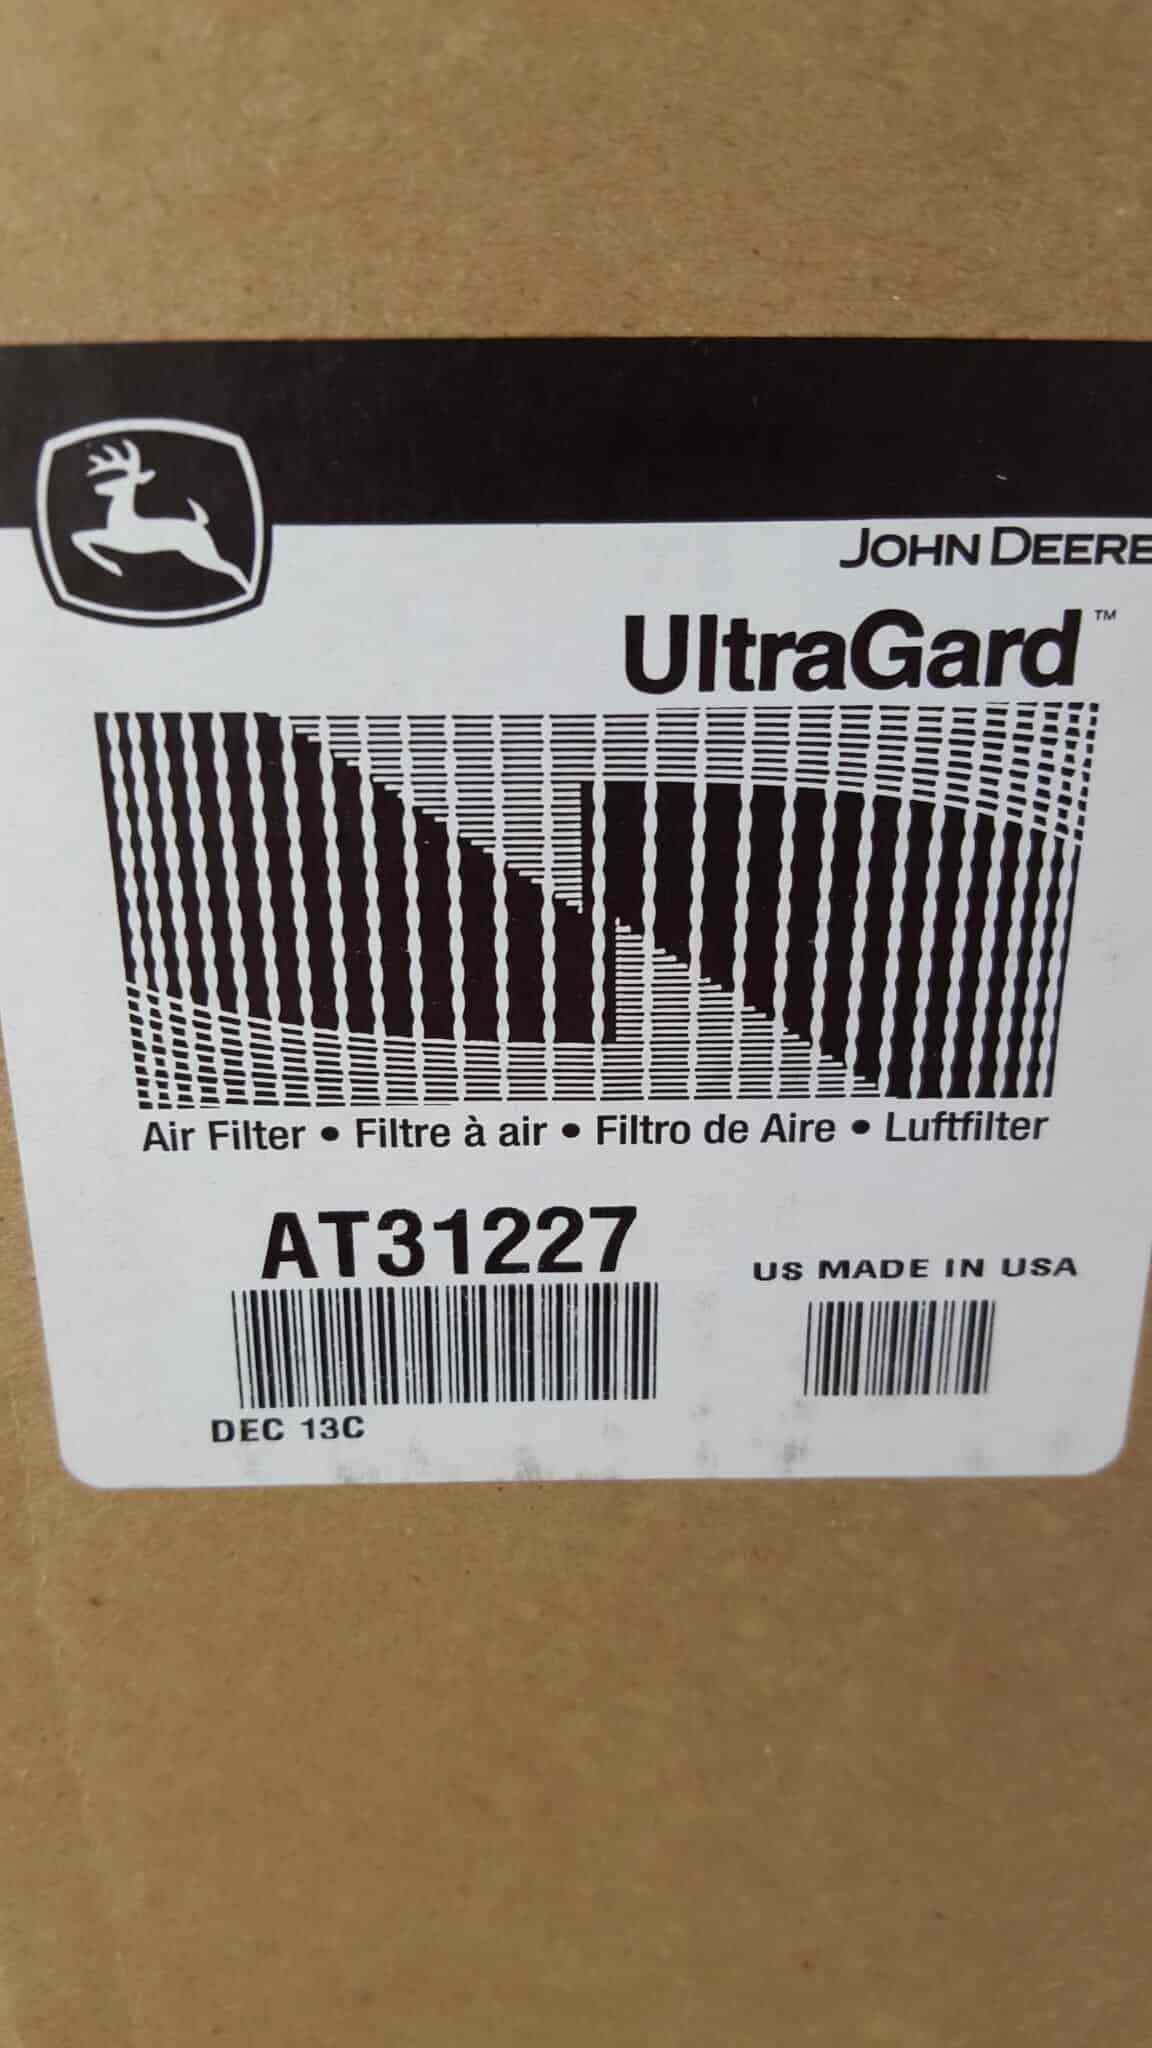 JOHN DEERE
UltraGard™
Air Filter • Filtre à air • Filtro de Aire • Luftfilter
AT31227
US MADE IN USA
DEC 13C